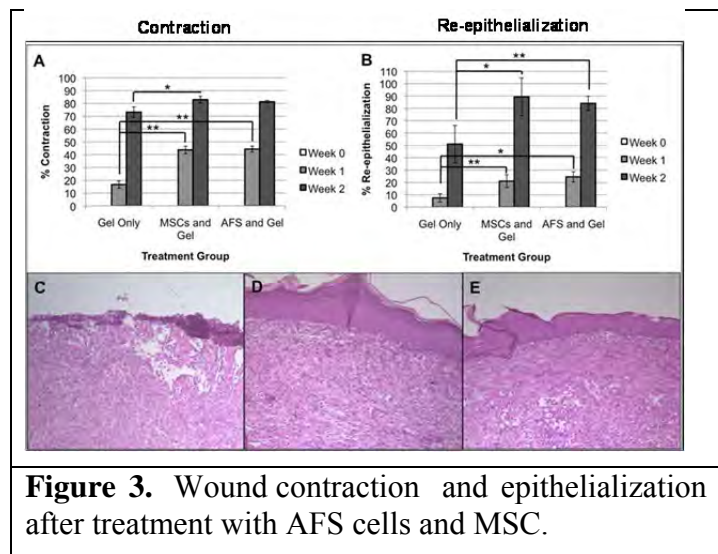 Contraction
Re-epithelialization
A
% Contraction
100
90
80
70
60
50
40
30
20
10
0
*
**
**
Gel Only
MSCs and Gel
AFS and Gel
Treatment Group
Week 0
Week 1
Week 2
B
% Re-epithelialization
110
100
90
80
70
60
50
40
30
20
10
0
**
*
*
**
Gel Only
MSCs and Gel
AFS and Gel
Treatment Group
Week 0
Week 1
Week 2
C
D
E
Figure 3. Wound contraction and epithelialization
after treatment with AFS cells and MSC.